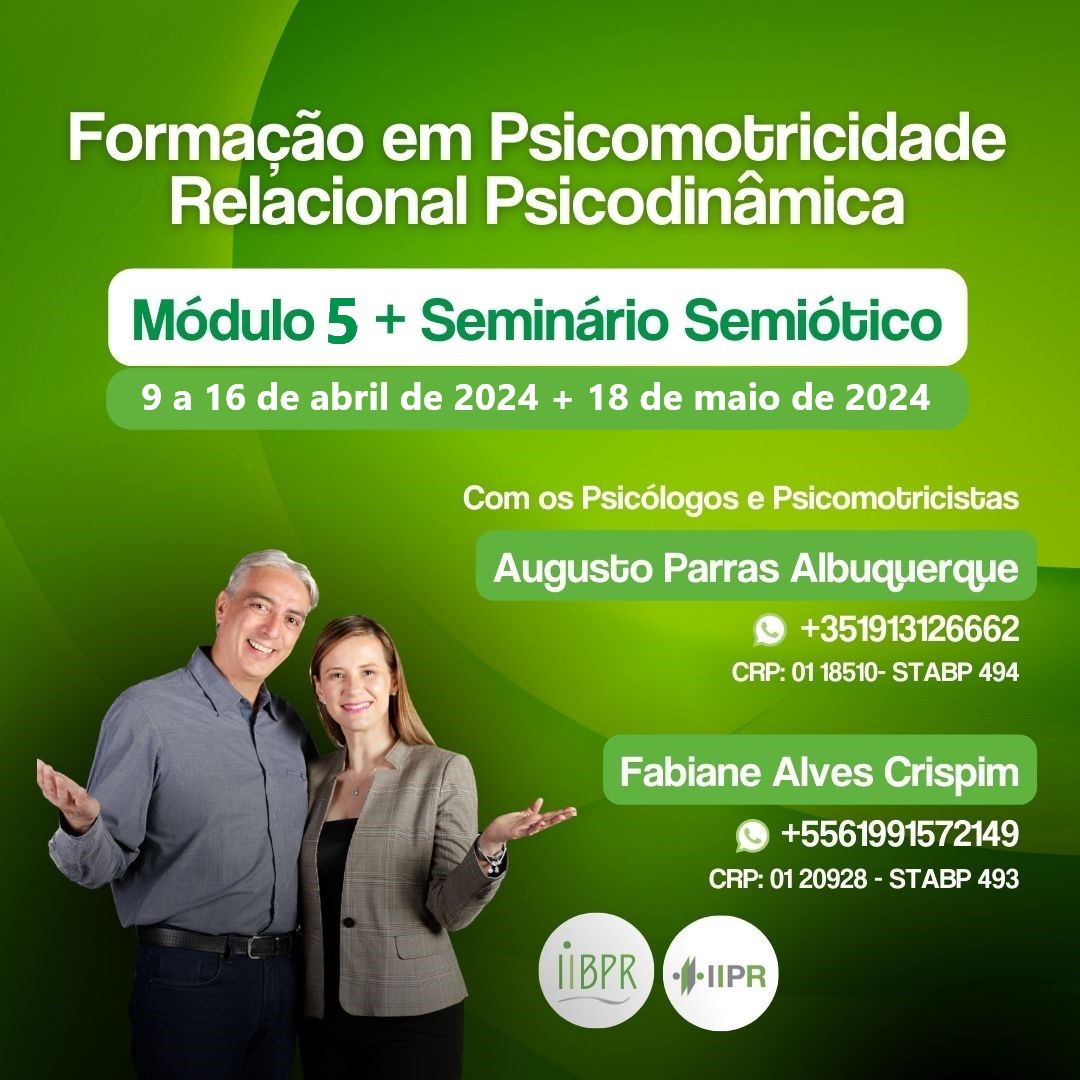 Formação em Psicomotricidade
Relacional Psicodinâmica
Módulo 5 + Seminário Semiótico
9 a 16 de abril de 2024 + 18 de maio de 2024
Com os Psicólogos e Psicomotricistas
Augusto Parras Albuquerque
+351913126662
CRP: 01 18510- STABP 494
Fabiane Alves Crispim
+5561991572149
CRP: 01 20928 - STABP 493
iiBPR
IIPR